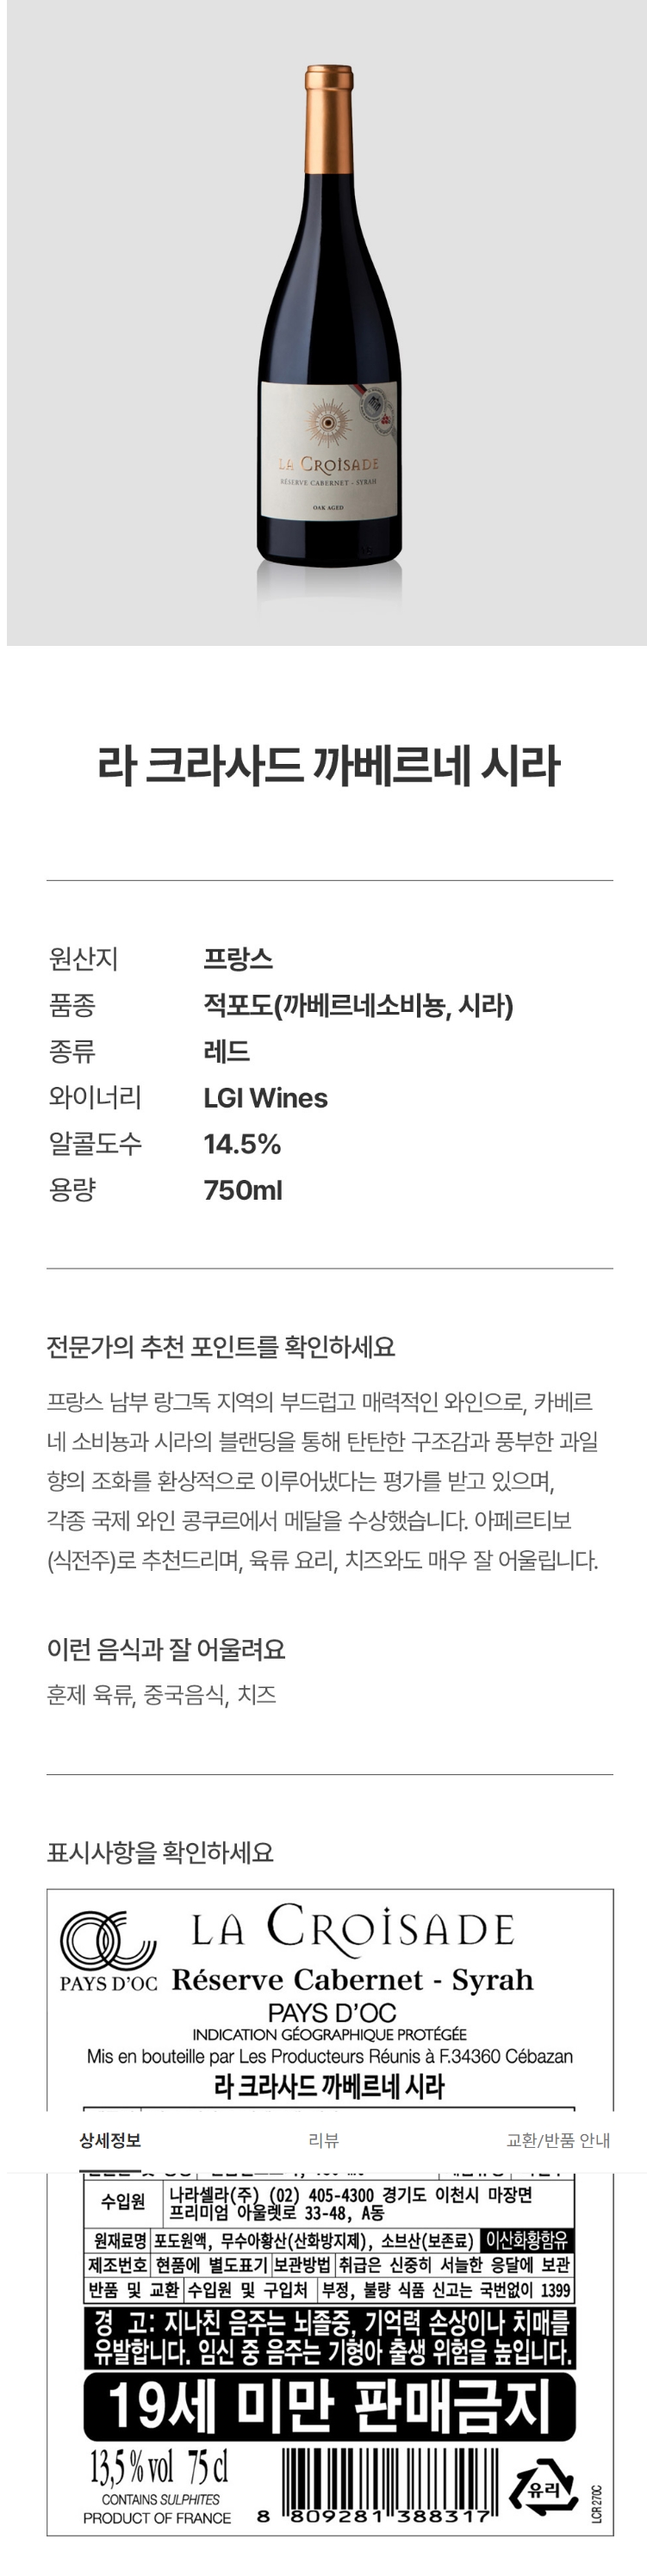 LA CROiSADE
RÉSERVE CABERNET - SYRAH
OAK AGED
라 크라사드 까베르네 시라
원산지 프랑스
품종 적포도(까베르네소비뇽, 시라)
종류 레드
와이너리 LGI Wines
알콜도수 14.5%
용량 750ml
전문가의 추천 포인트를 확인하세요
프랑스 남부 랑그독 지역의 부드럽고 매력적인 와인으로, 카베르
네 소비뇽과 시라의 블랜딩을 통해 탄탄한 구조감과 풍부한 과일
향의 조화를 환상적으로 이루어냈다는 평가를 받고 있으며,
각종 국제 와인 콩쿠르에서 메달을 수상했습니다. 아페르티보
(식전주)로 추천드리며, 육류 요리, 치즈와도 매우 잘 어울립니다.
이런 음식과 잘 어울려요
훈제 육류, 중국음식, 치즈
표시사항을 확인하세요
LA CROiSADE
PAYS D'OC Réserve Cabernet - Syrah
PAYS D'OC
INDICATION GÉOGRAPHIQUE PROTÉGÉE
Mis en bouteille par Les Producteurs Réunis à F.34360 Cébazan
라 크라사드 까베르네 시라
상세정보 리뷰 교환/반품 안내
수입원 나라셀라(주) (02) 405-4300 경기도 이천시 마장면
프리미엄 아울렛로 33-48, A동
원재료명 포도원액, 무수아황산(산화방지제), 소브산(보존료) 이산화황함유
제조번호 현품에 별도표기 보관방법 취급은 신중히 서늘한 응달에 보관
반품 및 교환 수입원 및 구입처 부정, 불량 식품 신고는 국번없이 1399
경 고: 지나친 음주는 뇌졸중, 기억력 손상이나 치매를
유발합니다. 임신 중 음주는 기형아 출생 위험을 높입니다.
19세 미만 판매금지
13,5 % vol 75 cl
CONTAINS SULPHITES
PRODUCT OF FRANCE
8 809281 388317
유리
LCR 270C